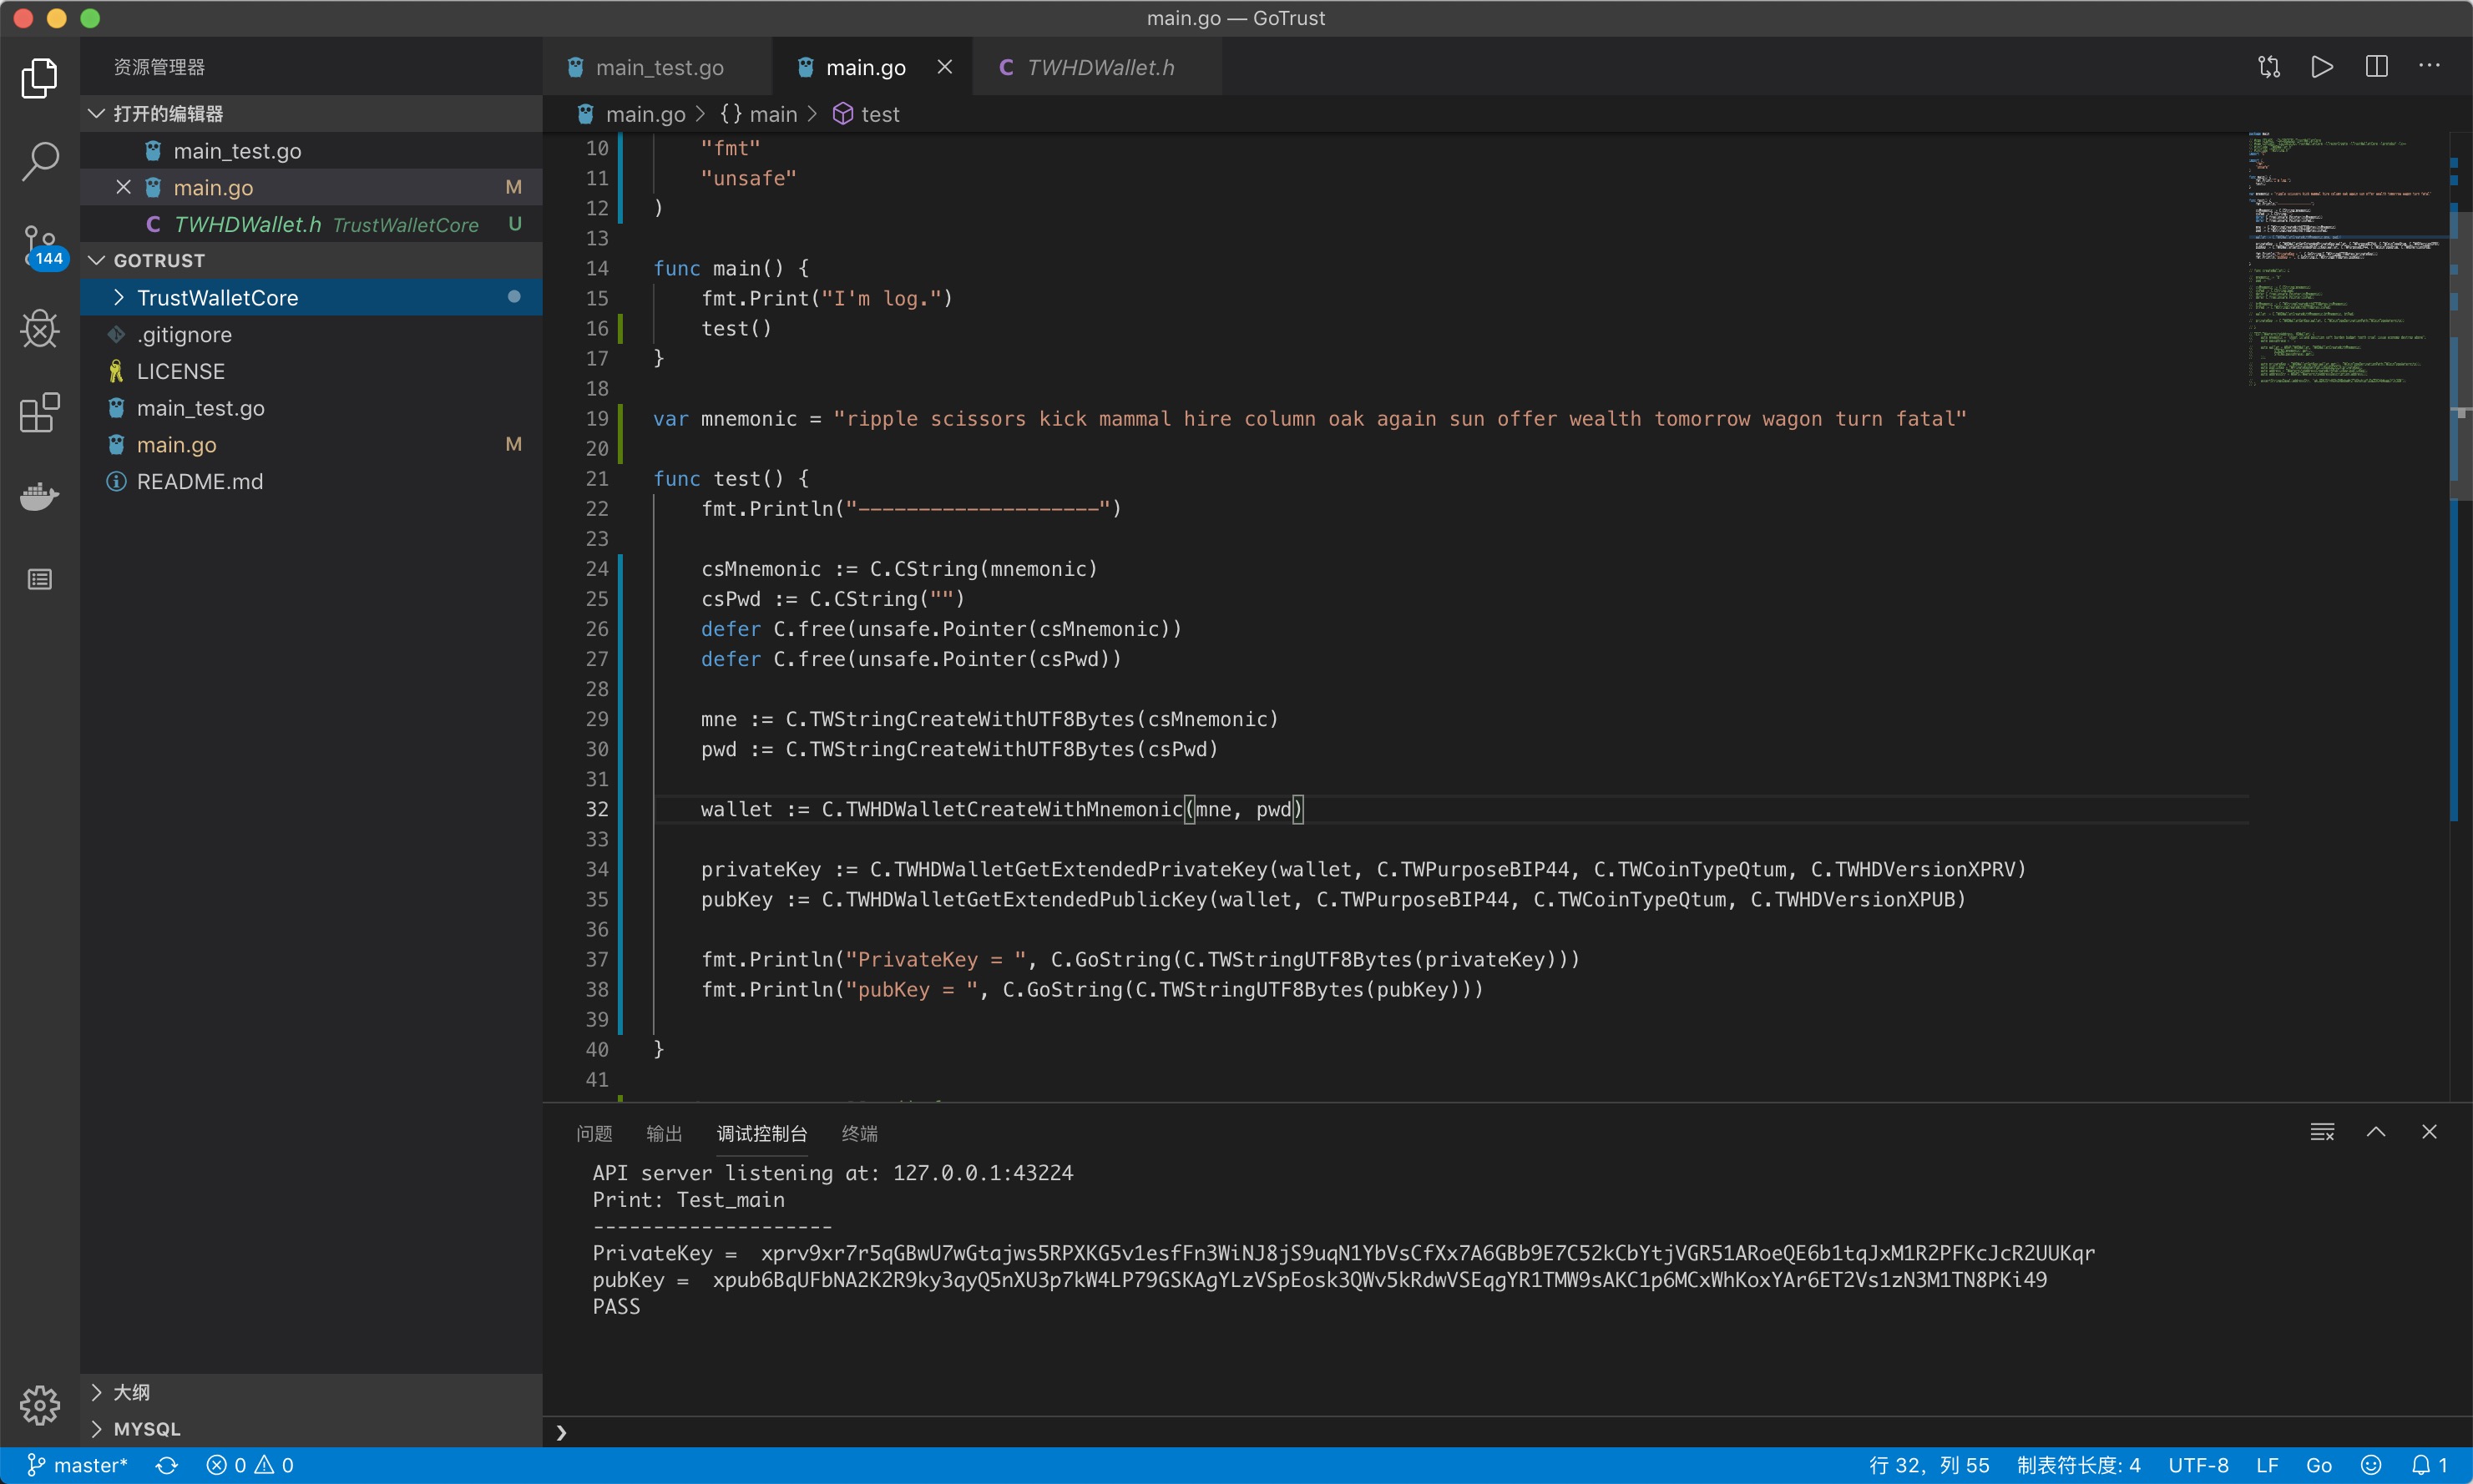 main.go — GoTrust
资源管理器
打开的编辑器
main_test.go
main.go M
TWHDWallet.h TrustWalletCore U
144
GOTRUST
TrustWalletCore
.gitignore
LICENSE
main_test.go
main.go M
README.md
大纲
MYSQL
main_test.go main.go TWHDWallet.h
main.go > {} main > test
10 "fmt"
11 "unsafe"
12 )
13
14 func main() {
15 fmt.Print("I'm log.")
16 test()
17 }
18
19 var mnemonic = "ripple scissors kick mammal hire column oak again sun offer wealth tomorrow wagon turn fatal"
20
21 func test() {
22 fmt.Println("--------------------")
23
24 csMnemonic := C.CString(mnemonic)
25 csPwd := C.CString("")
26 defer C.free(unsafe.Pointer(csMnemonic))
27 defer C.free(unsafe.Pointer(csPwd))
28
29 mne := C.TWStringCreateWithUTF8Bytes(csMnemonic)
30 pwd := C.TWStringCreateWithUTF8Bytes(csPwd)
31
32 wallet := C.TWHDWalletCreateWithMnemonic(mne, pwd)
33
34 privateKey := C.TWHDWalletGetExtendedPrivateKey(wallet, C.TWPurposeBIP44, C.TWCoinTypeQtum, C.TWHDVersionXPRV)
35 pubKey := C.TWHDWalletGetExtendedPublicKey(wallet, C.TWPurposeBIP44, C.TWCoinTypeQtum, C.TWHDVersionXPUB)
36
37 fmt.Println("PrivateKey = ", C.GoString(C.TWStringUTF8Bytes(privateKey)))
38 fmt.Println("pubKey = ", C.GoString(C.TWStringUTF8Bytes(pubKey)))
39
40 }
41
问题 输出 调试控制台 终端
API server listening at: 127.0.0.1:43224
Print: Test_main
--------------------
PrivateKey =  xprv9xr7r5qGBwU7wGtajws5RPXKG5v1esfFn3WiNJ8jS9uqN1YbVsCfXx7A6GBb9E7C52kCbYtjVGR51ARoeQE6b1tqJxM1R2PFKcJcR2UUKqr
pubKey =  xpub6BqUFbNA2K2R9ky3qyQ5nXU3p7kW4LP79GSKAgYLzVSpEosk3QWv5kRdwVSEqgYR1TMW9sAKC1p6MCxWhKoxYAr6ET2Vs1zN3M1TN8PKi49
PASS
master* 0 0 行 32，列 55 制表符长度: 4 UTF-8 LF Go 1